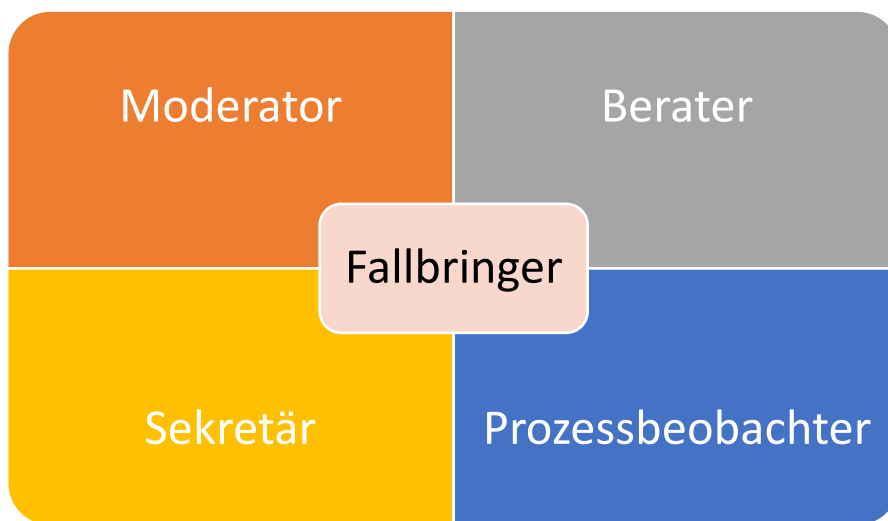 Moderator
Berater
Fallbringer
Sekretär
Prozessbeobachter